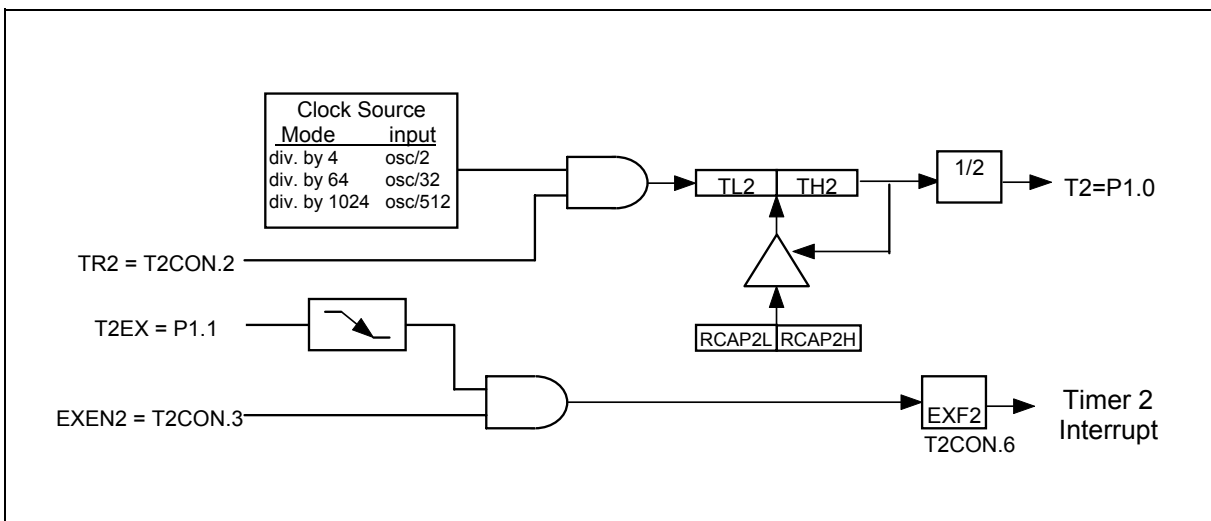 Clock Source
Mode input
div. by 4 osc/2
div. by 64 osc/32
div. by 1024 osc/512
TL2 TH2
1/2
T2=P1.0
TR2 = T2CON.2
T2EX = P1.1
RCAP2L RCAP2H
EXEN2 = T2CON.3
EXF2
T2CON.6
Timer 2
Interrupt